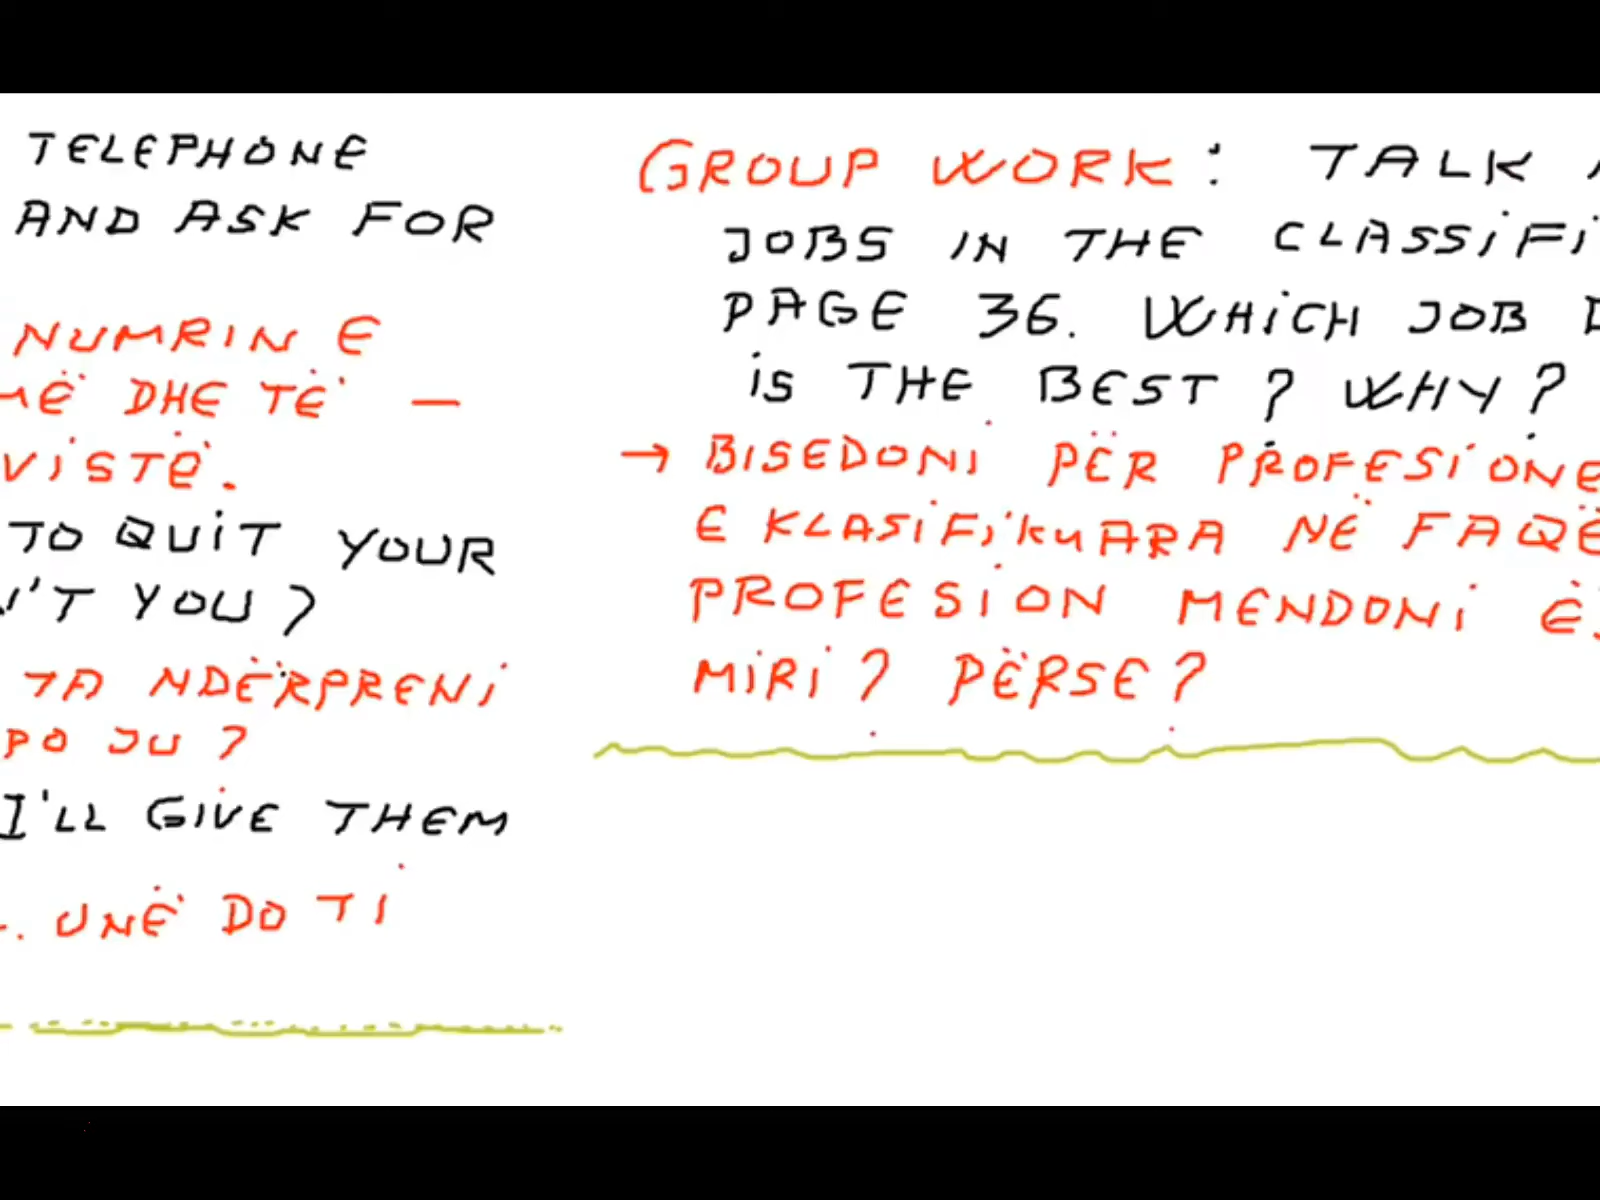 TELEPHONE
AND ASK FOR
NUMRIN E
DHE TË —
TO QUIT YOUR
YOU?
TA NDËRPRENI
PO JU?
I'LL GIVE THEM
UNË DO TI
GROUP WORK: TALK
JOBS IN THE
PAGE 36. WHICH JOB
IS THE BEST? WHY?
→ BISEDONI PËR
E KLASIFIKUARA NË
PROFESION MENDONI
MIRI? PËRSE?